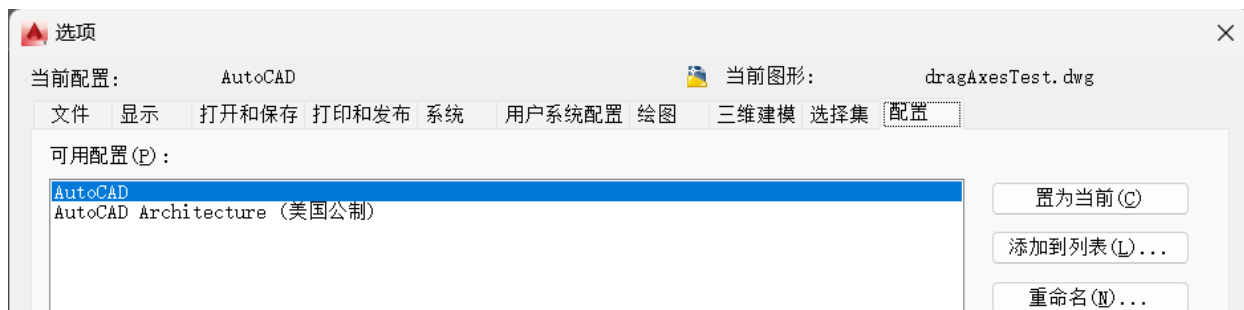 选项
当前配置: AutoCAD 当前图形: dragAxesTest.dwg
文件 显示 打开和保存 打印和发布 系统 用户系统配置 绘图 三维建模 选择集 配置
可用配置(P):
AutoCAD
AutoCAD Architecture (美国公制)
置为当前(C)
添加到列表(L)...
重命名(N)...